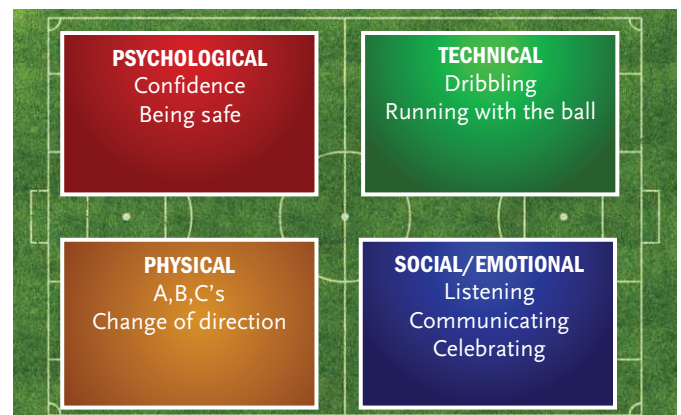 PSYCHOLOGICAL
Confidence
Being safe
TECHNICAL
Dribbling
Running with the ball
PHYSICAL
A,B,C's
Change of direction
SOCIAL/EMOTIONAL
Listening
Communicating
Celebrating